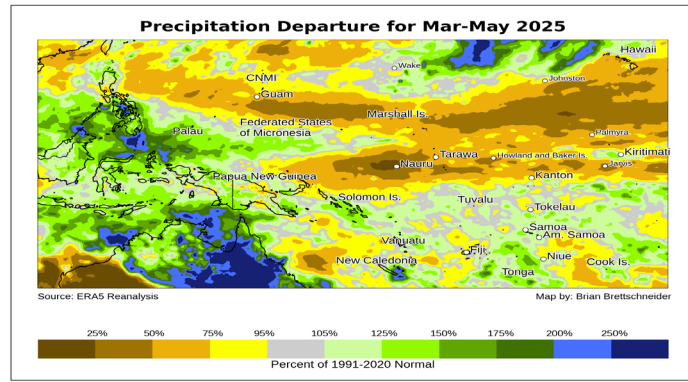 Precipitation Departure for Mar-May 2025
Hawaii
Wake
Johnston
CNMI
Guam
Marshall Is.
Federated States
of Micronesia
Palau
Palmyra
Tarawa
Howland and Baker Is.
Kiritimati
Nauru
Jarvis
Papua New Guinea
Kanton
Solomon Is.
Tuvalu
Tokelau
Samoa
Am. Samoa
Vanuatu
Fiji
New Caledonia
Niue
Cook Is.
Tonga
Source: ERA5 Reanalysis
Map by: Brian Brettschneider
25% 50% 75% 95% 105% 125% 150% 175% 200% 250%
Percent of 1991-2020 Normal